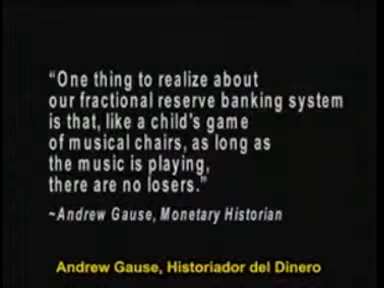 “One thing to realize about
our fractional reserve banking system
is that, like a child's game
of musical chairs, as long as
the music is playing,
there are no losers.”
~Andrew Gause, Monetary Historian
Andrew Gause, Historiador del Dinero